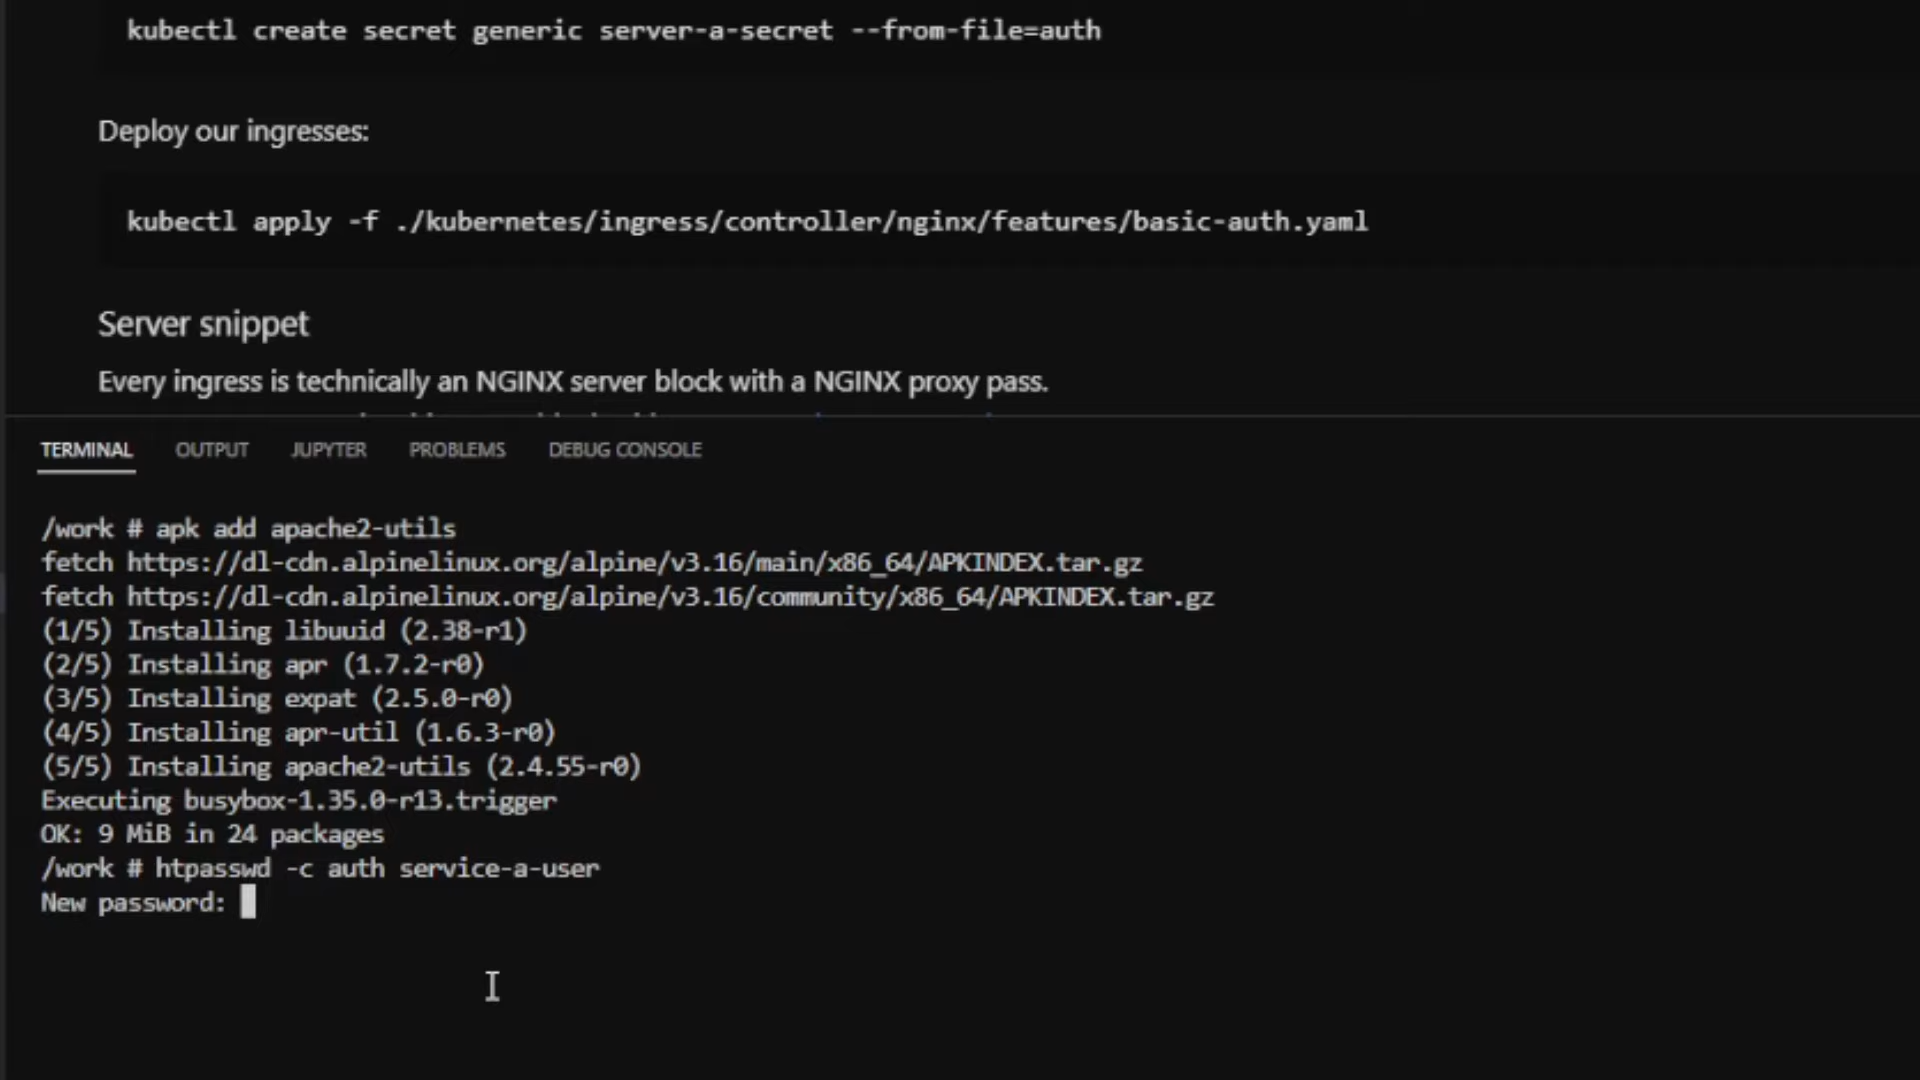 kubectl create secret generic server-a-secret --from-file=auth
Deploy our ingresses:
kubectl apply -f ./kubernetes/ingress/controller/nginx/features/basic-auth.yaml
Server snippet
Every ingress is technically an NGINX server block with a NGINX proxy pass.
TERMINAL OUTPUT JUPYTER PROBLEMS DEBUG CONSOLE
/work # apk add apache2-utils
fetch https://dl-cdn.alpinelinux.org/alpine/v3.16/main/x86_64/APKINDEX.tar.gz
fetch https://dl-cdn.alpinelinux.org/alpine/v3.16/community/x86_64/APKINDEX.tar.gz
(1/5) Installing libuuid (2.38-r1)
(2/5) Installing apr (1.7.2-r0)
(3/5) Installing expat (2.5.0-r0)
(4/5) Installing apr-util (1.6.3-r0)
(5/5) Installing apache2-utils (2.4.55-r0)
Executing busybox-1.35.0-r13.trigger
OK: 9 MiB in 24 packages
/work # htpasswd -c auth service-a-user
New password: